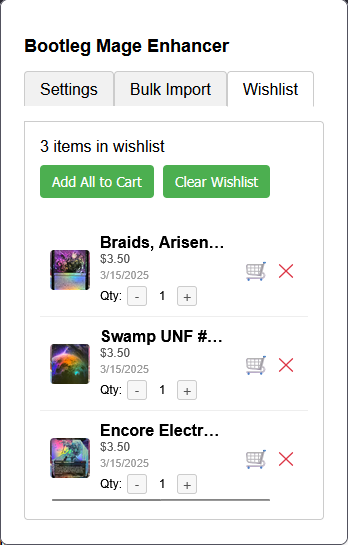 Bootleg Mage Enhancer
Settings Bulk Import Wishlist
3 items in wishlist
Add All to Cart Clear Wishlist
Braids, Arisen…
$3.50
3/15/2025
Qty: - 1 +
Swamp UNF #…
$3.50
3/15/2025
Qty: - 1 +
Encore Electr…
$3.50
3/15/2025
Qty: - 1 +